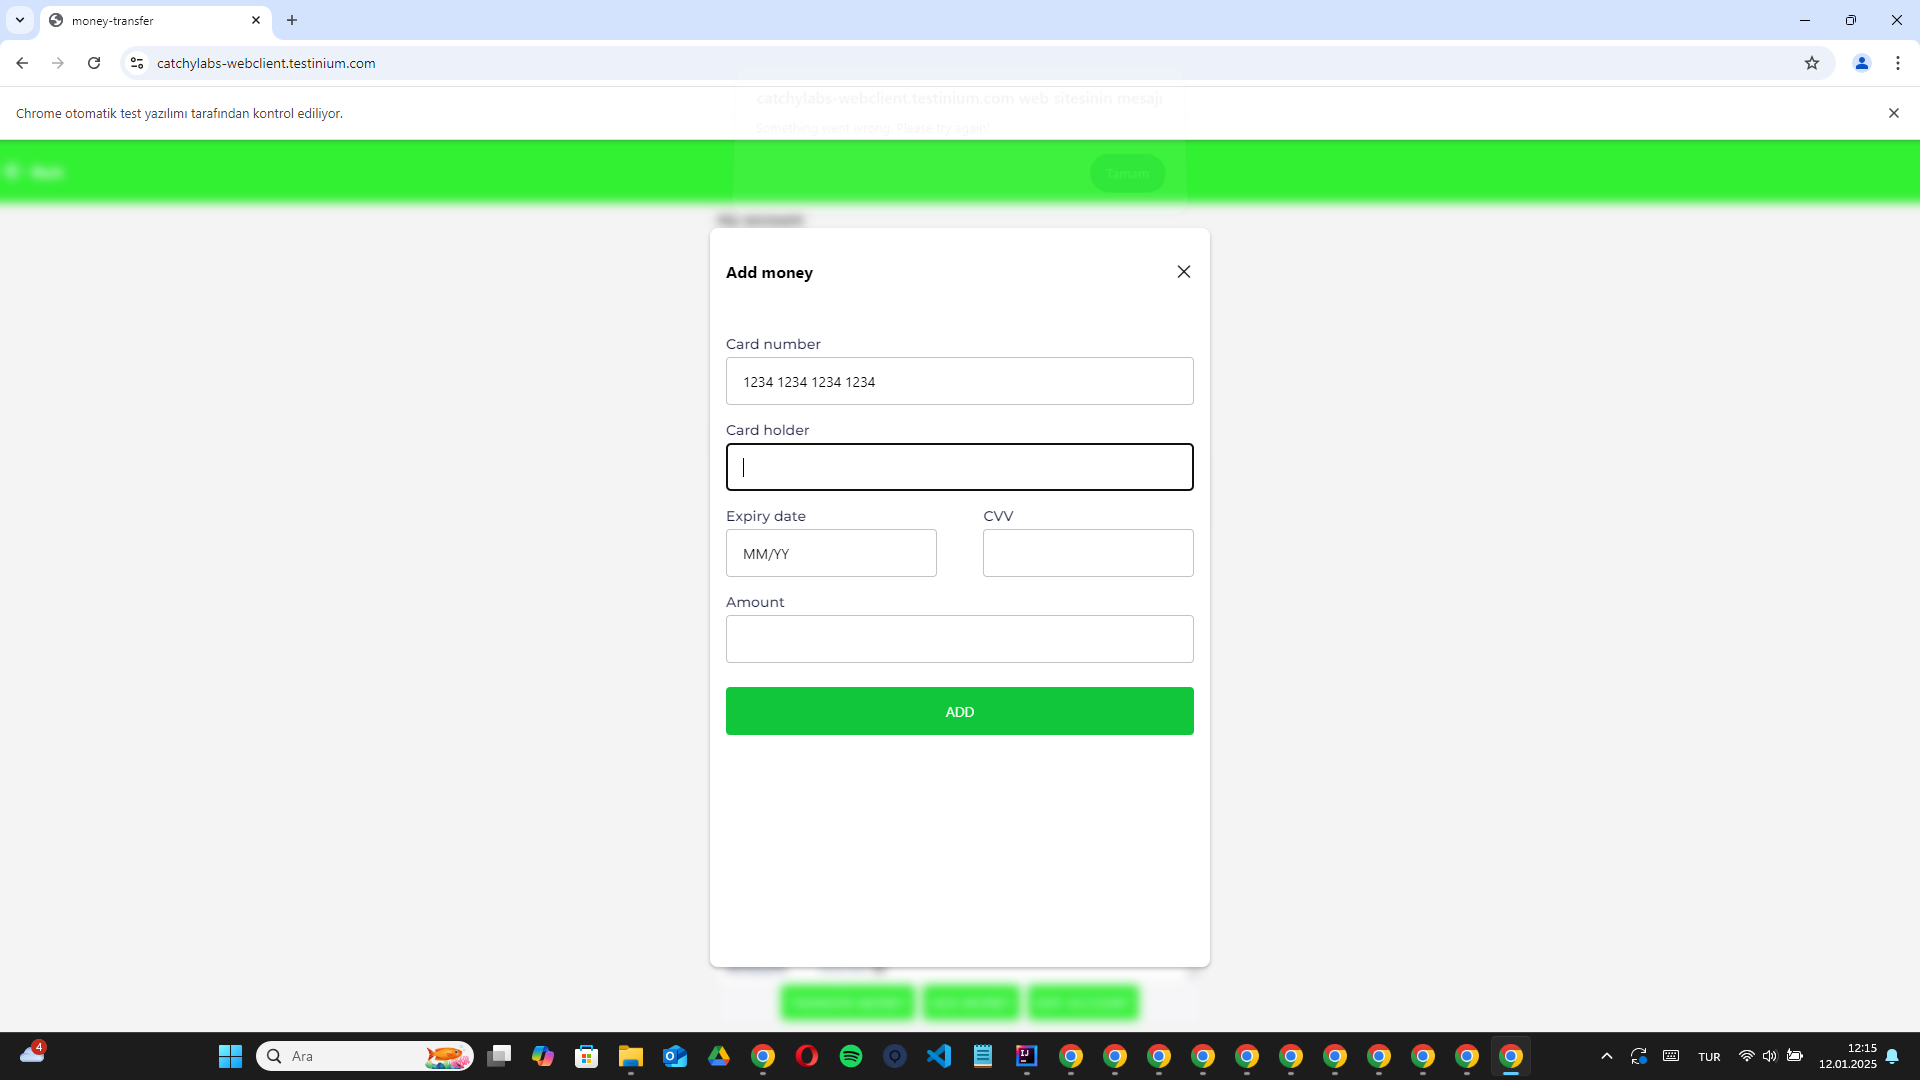 money-transfer
catchylabs-webclient.testinium.com
catchylabs-webclient.testinium.com web sitesinin mesajı
Chrome otomatik test yazılımı tarafından kontrol ediliyor.
Something went wrong. Please try again!
Tamam
My account
Add money
Card number
1234 1234 1234 1234
Card holder
Expiry date
CVV
MM/YY
Amount
ADD
4
Ara
TUR
12:15
12.01.2025